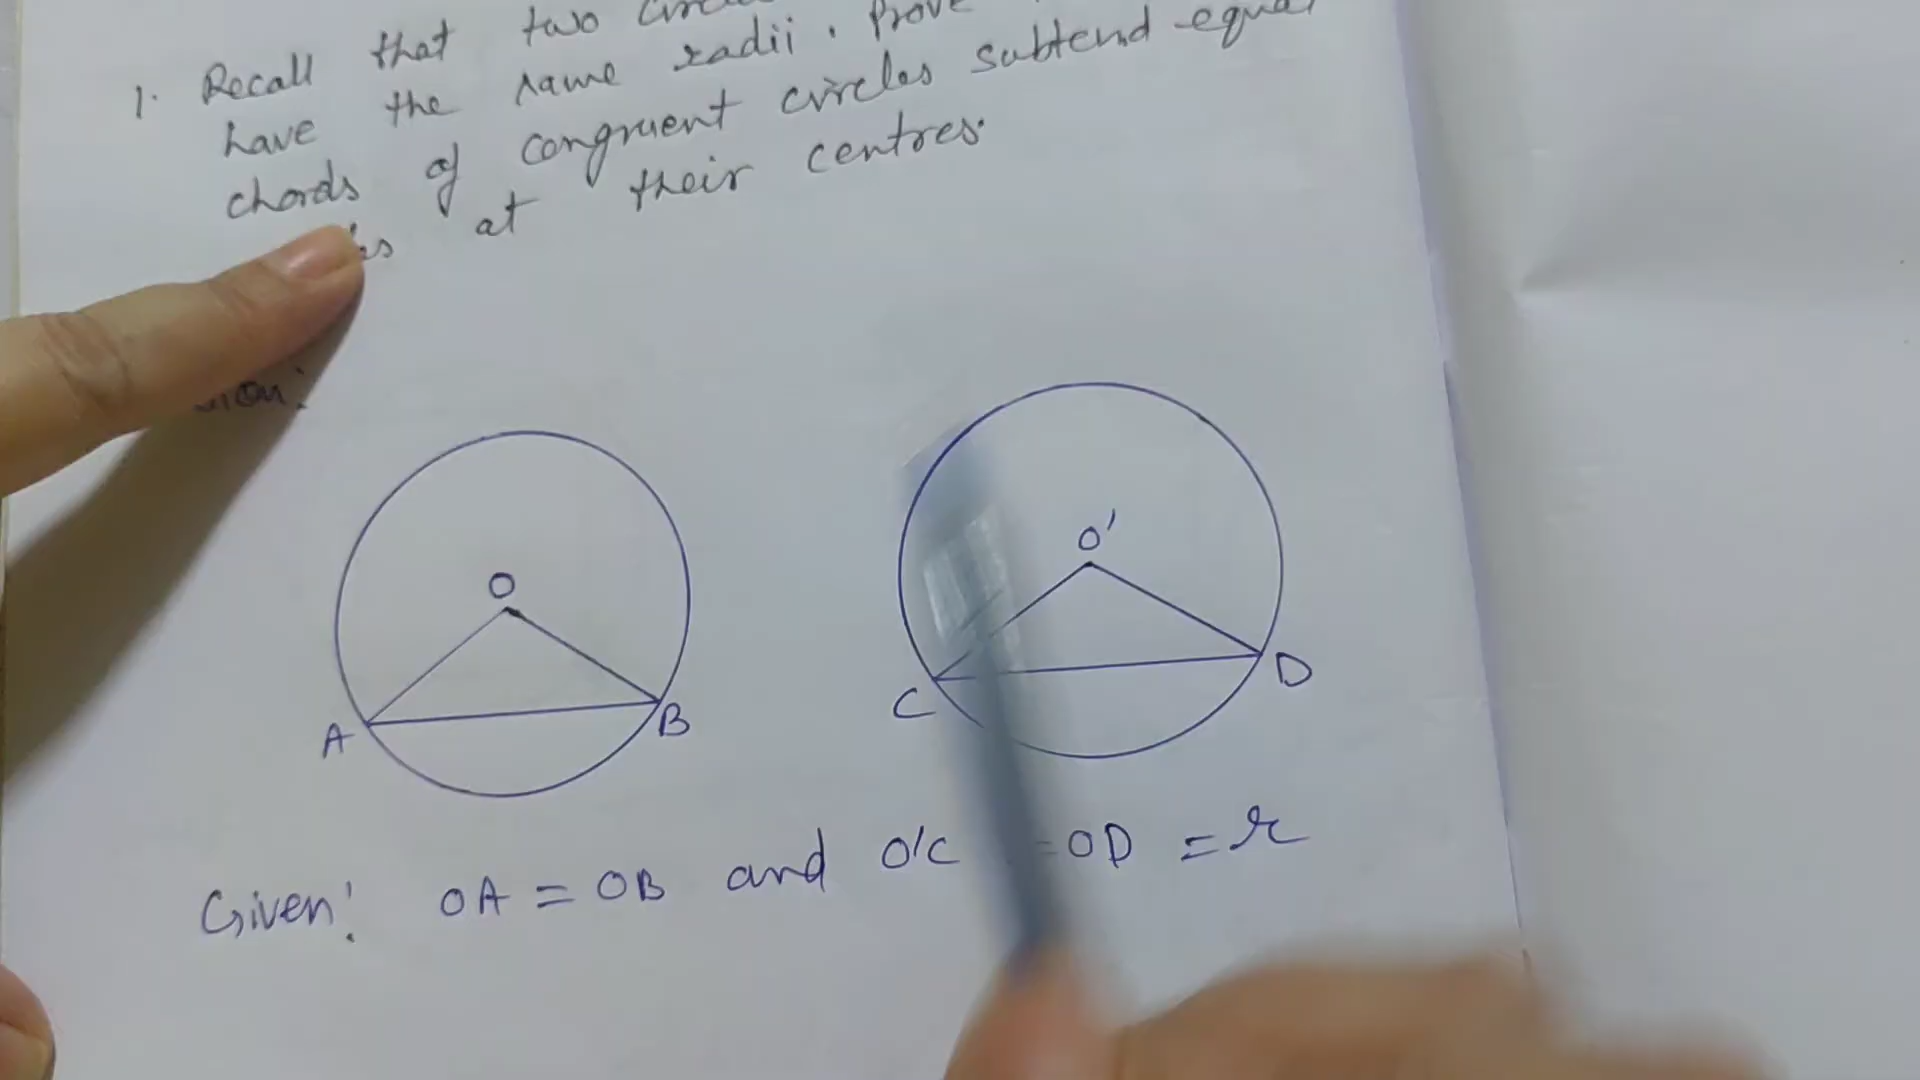 1. Recall that two
have the same radii. Prove
chords of congruent circles subtend equal
at their centres.
O
O'
A
B
C
D
Given: OA = OB and O'C = OD = r